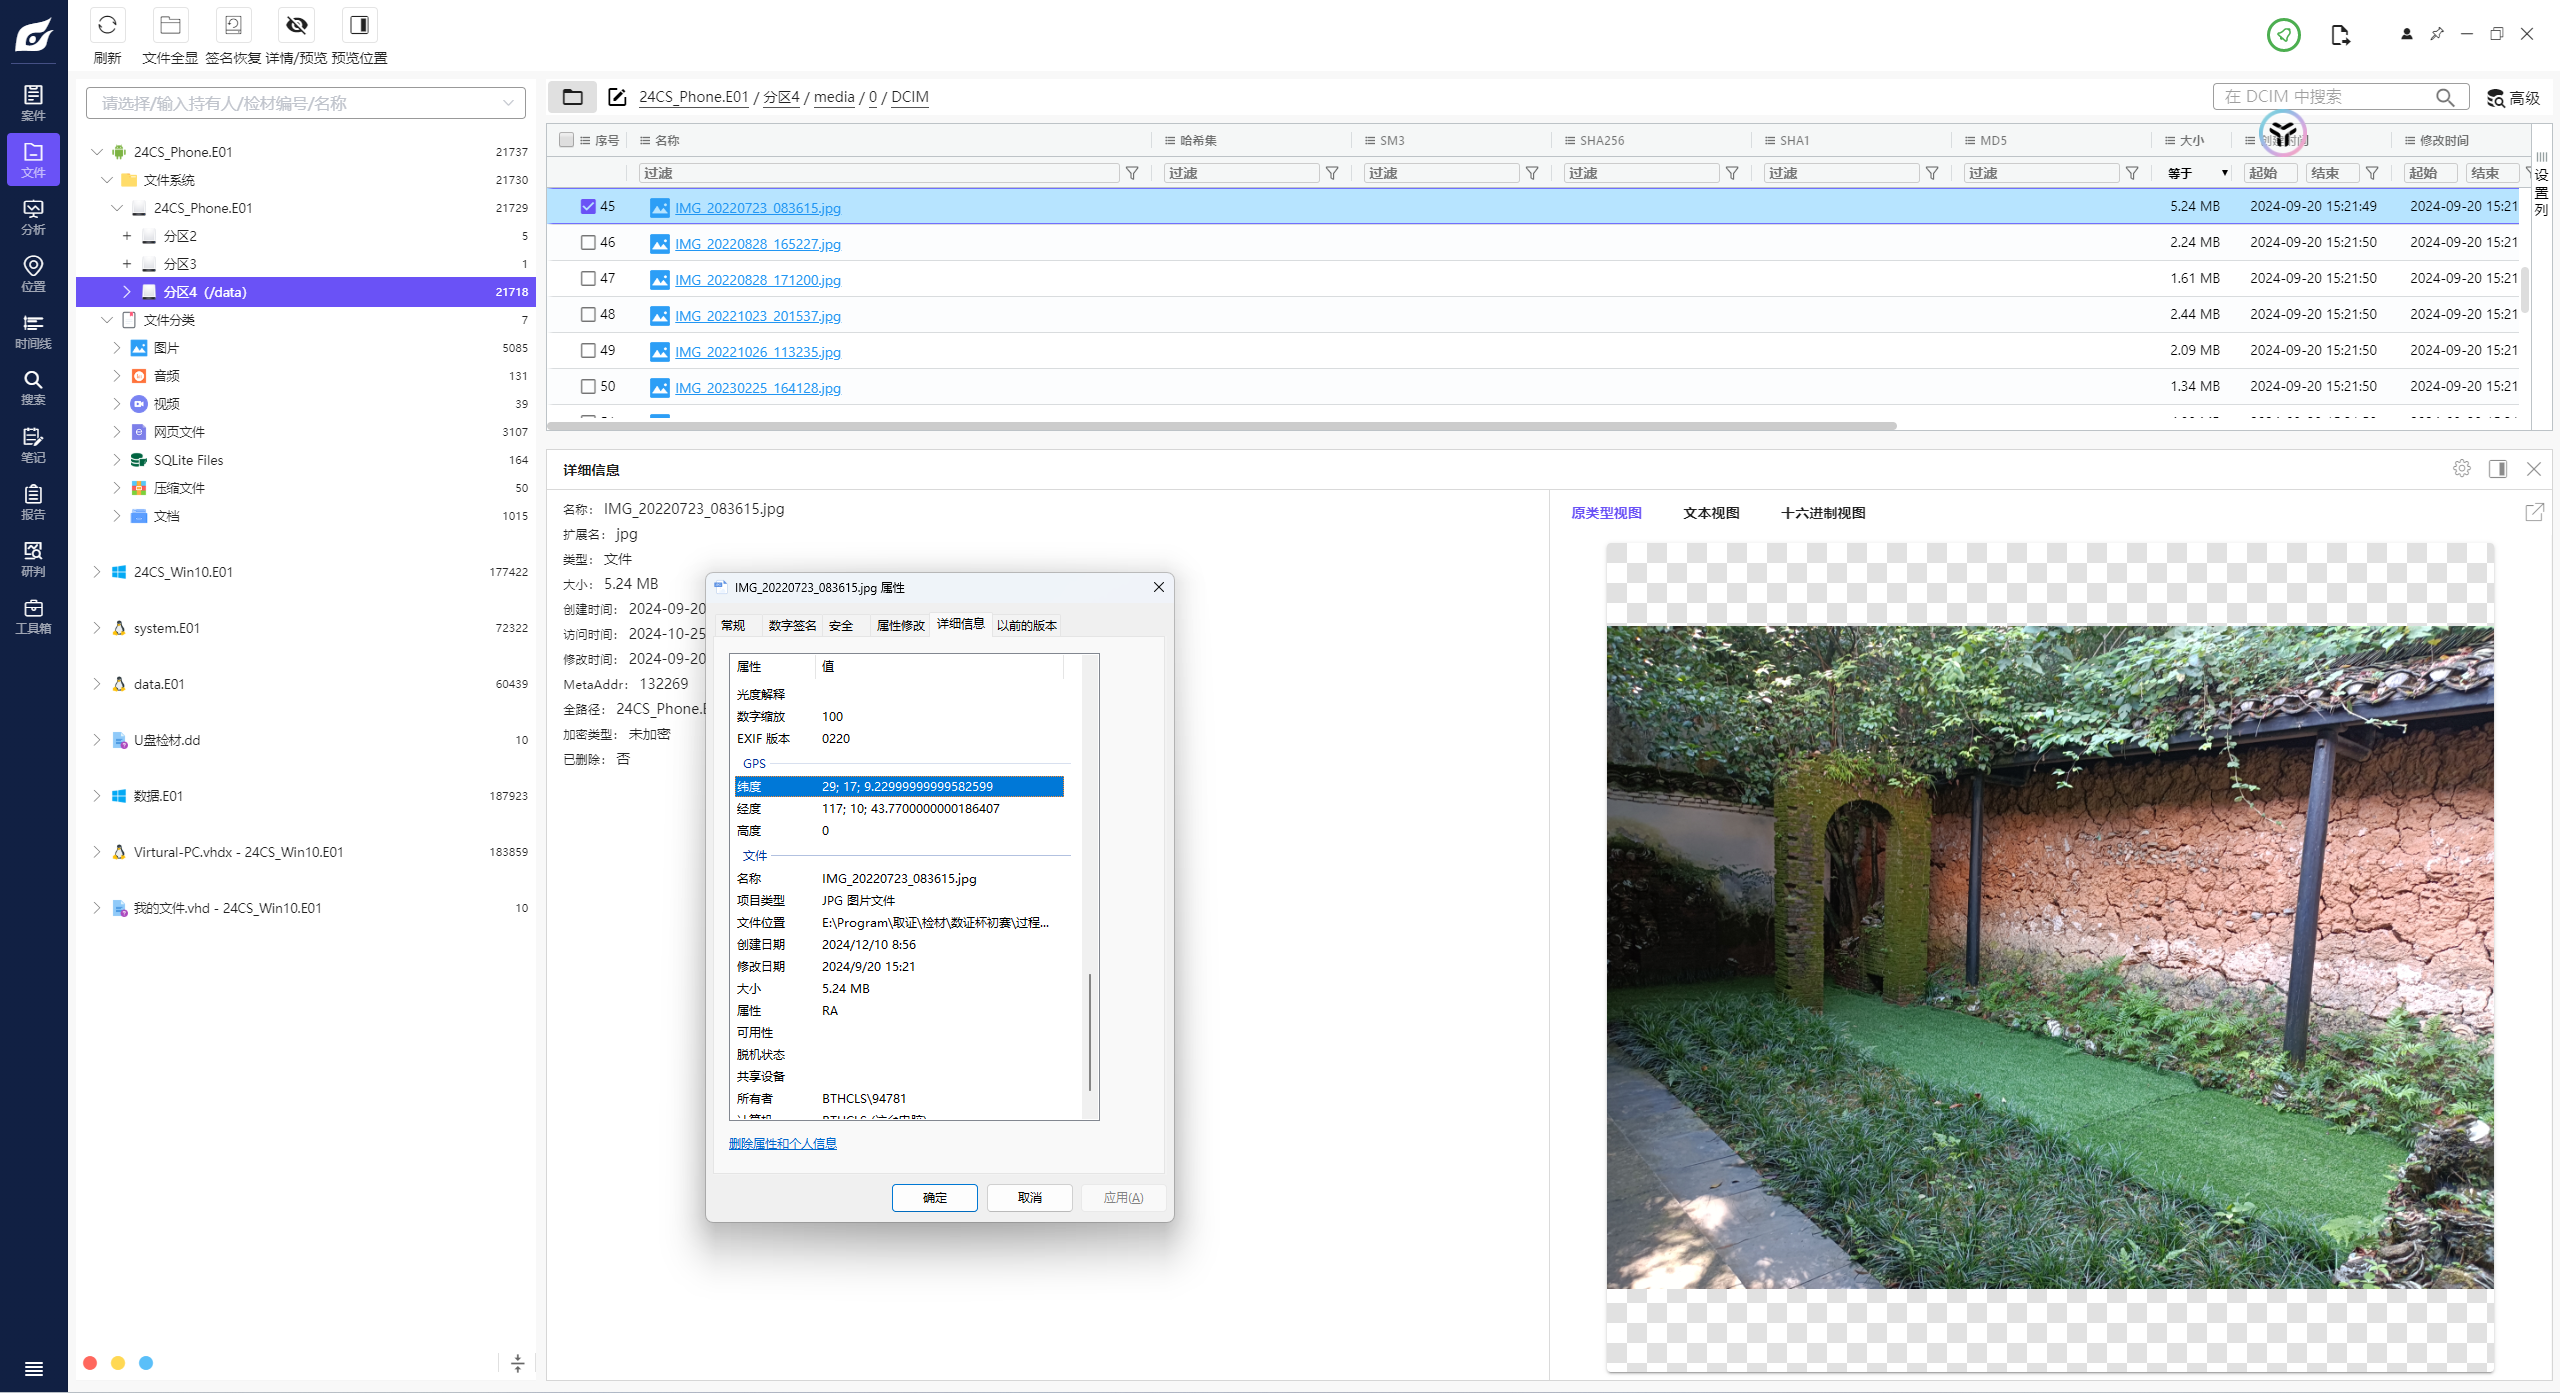 刷新
文件全显
签名恢复
详情/预览
预览位置
案件
文件
分析
位置
时间线
搜索
笔记
报告
研判
工具箱
请选择/输入持有人/检材编号/名称
24CS_Phone.E01 21737
文件系统 21730
24CS_Phone.E01 21729
分区2 5
分区3 1
分区4 (/data) 21718
文件分类 7
图片 5085
音频 131
视频 39
网页文件 3107
SQLite Files 164
压缩文件 50
文档 1015
24CS_Win10.E01 177422
system.E01 72322
data.E01 60439
U盘检材.dd 10
数据.E01 187923
Virtural-PC.vhdx - 24CS_Win10.E01 183859
我的文件.vhd - 24CS_Win10.E01 10
24CS_Phone.E01 / 分区4 / media / 0 / DCIM
在 DCIM 中搜索
高级
序号 名称 哈希集 SM3 SHA256 SHA1 MD5 大小 修改时间
过滤 过滤 过滤 过滤 过滤 过滤 等于 起始 结束 起始 结束
设置列
45 IMG_20220723_083615.jpg 5.24 MB 2024-09-20 15:21:49 2024-09-20 15:21
46 IMG_20220828_165227.jpg 2.24 MB 2024-09-20 15:21:50 2024-09-20 15:21
47 IMG_20220828_171200.jpg 1.61 MB 2024-09-20 15:21:50 2024-09-20 15:21
48 IMG_20221023_201537.jpg 2.44 MB 2024-09-20 15:21:50 2024-09-20 15:21
49 IMG_20221026_113235.jpg 2.09 MB 2024-09-20 15:21:50 2024-09-20 15:21
50 IMG_20230225_164128.jpg 1.34 MB 2024-09-20 15:21:50 2024-09-20 15:21
详细信息
名称: IMG_20220723_083615.jpg
扩展名: jpg
类型: 文件
大小: 5.24 MB
创建时间: 2024-09-20
访问时间: 2024-10-25
修改时间: 2024-09-20
MetaAddr: 132269
全路径: 24CS_Phone.E
加密类型: 未加密
已删除: 否
原类型视图 文本视图 十六进制视图
IMG_20220723_083615.jpg 属性
常规 数字签名 安全 属性修改 详细信息 以前的版本
属性 值
光度解释
数字缩放 100
EXIF 版本 0220
GPS
纬度 29; 17; 9.22999999999582599
经度 117; 10; 43.7700000000186407
高度 0
文件
名称 IMG_20220723_083615.jpg
项目类型 JPG 图片文件
文件位置 E:\Program\取证\检材\数证杯初赛\过程...
创建日期 2024/12/10 8:56
修改日期 2024/9/20 15:21
大小 5.24 MB
属性 RA
可用性
脱机状态
共享设备
所有者 BTHCLS\94781
删除属性和个人信息
确定 取消 应用(A)